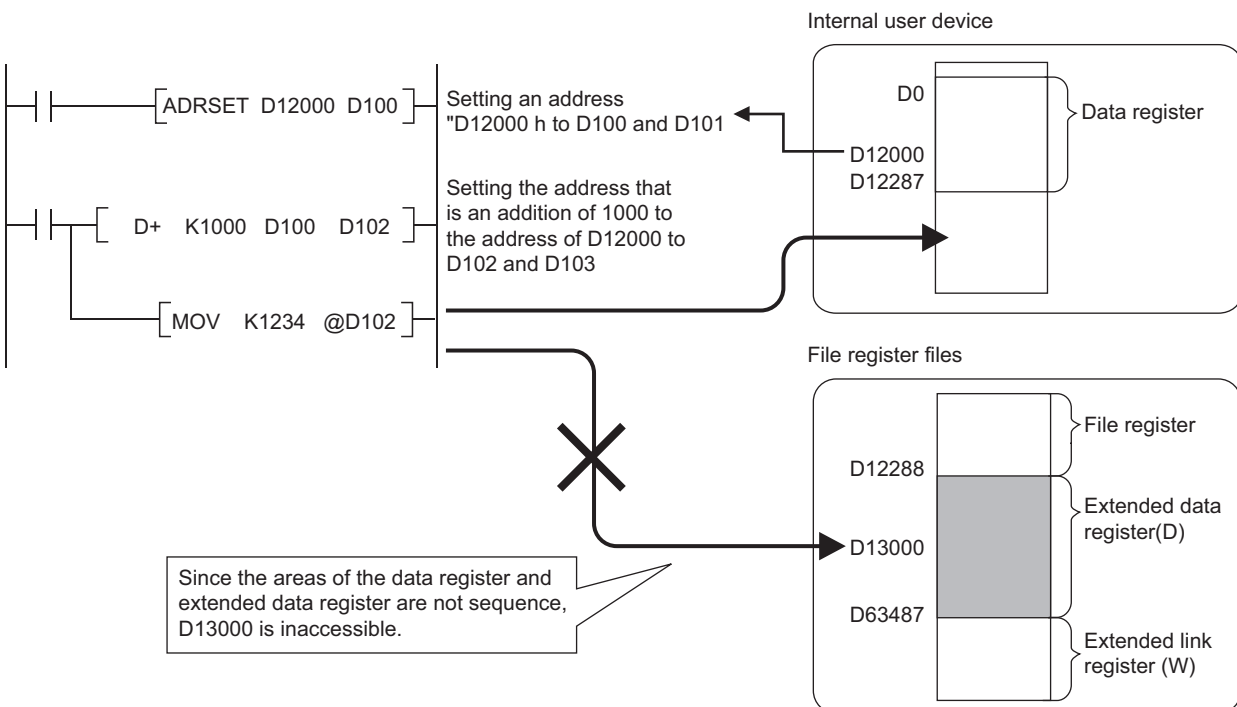 Internal user device
ADRSET D12000 D100
Setting an address
"D12000 h to D100 and D101
D0
Data register
D12000
D12287
D+ K1000 D100 D102
Setting the address that
is an addition of 1000 to
the address of D12000 to
D102 and D103
MOV K1234 @D102
File register files
File register
D12288
Extended data
register(D)
D13000
Since the areas of the data register and
extended data register are not sequence,
D13000 is inaccessible.
D63487
Extended link
register (W)